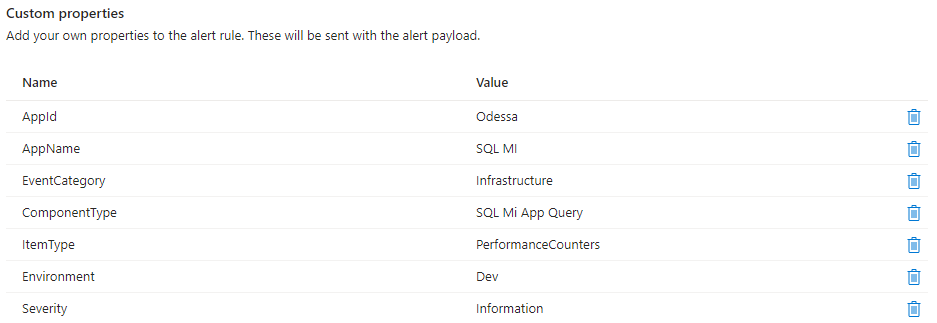 Custom properties
Add your own properties to the alert rule. These will be sent with the alert payload.
Name Value
AppId Odessa
AppName SQL MI
EventCategory Infrastructure
ComponentType SQL Mi App Query
ItemType PerformanceCounters
Environment Dev
Severity Information